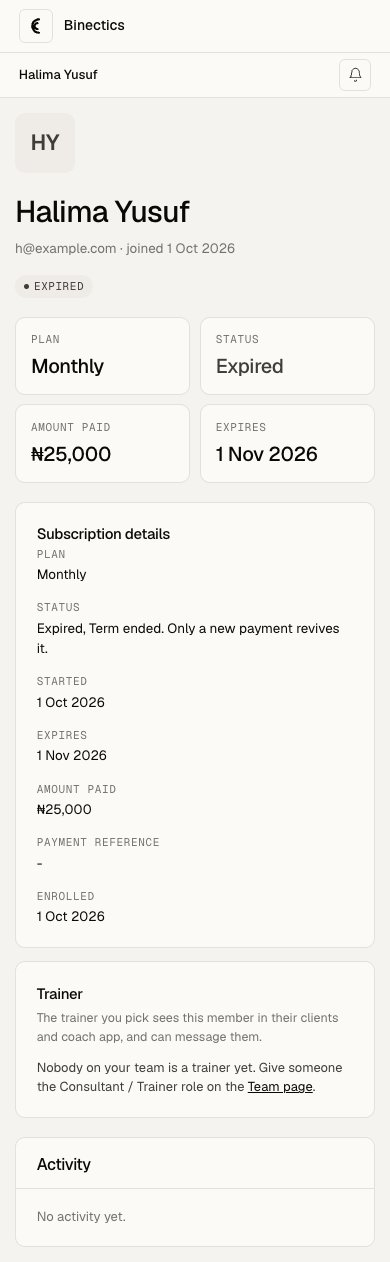 Binectics
Halima Yusuf
HY
Halima Yusuf
h@example.com · joined 1 Oct 2026
EXPIRED
PLAN
Monthly
STATUS
Expired
AMOUNT PAID
₦25,000
EXPIRES
1 Nov 2026
Subscription details
PLAN
Monthly
STATUS
Expired, Term ended. Only a new payment revives
it.
STARTED
1 Oct 2026
EXPIRES
1 Nov 2026
AMOUNT PAID
₦25,000
PAYMENT REFERENCE
-
ENROLLED
1 Oct 2026
Trainer
The trainer you pick sees this member in their clients
and coach app, and can message them.
Nobody on your team is a trainer yet. Give someone
the Consultant / Trainer role on the Team page.
Activity
No activity yet.